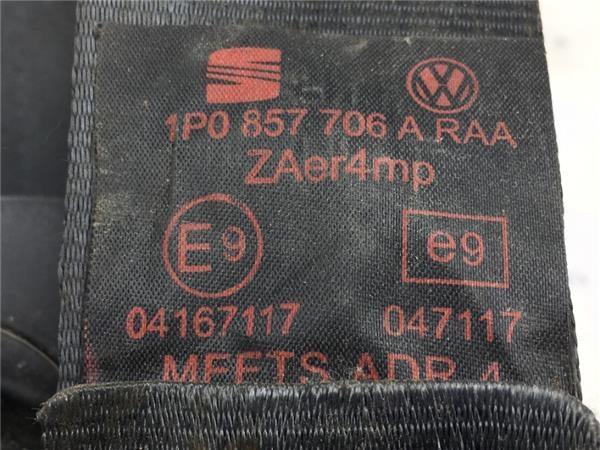 1P0 857 706 A RAA
ZAer4mp
E9 e9
04167117 047117
MEETS ADR 4